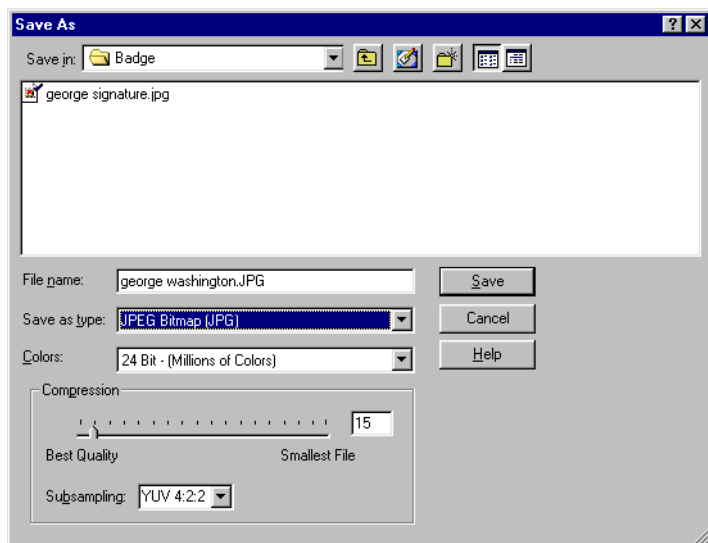 Save As
Save in: Badge
george signature.jpg
File name: george washington.JPG Save
Save as type: JPEG Bitmap (JPG) Cancel
Colors: 24 Bit - (Millions of Colors) Help
Compression
15
Best Quality Smallest File
Subsampling: YUV 4:2:2